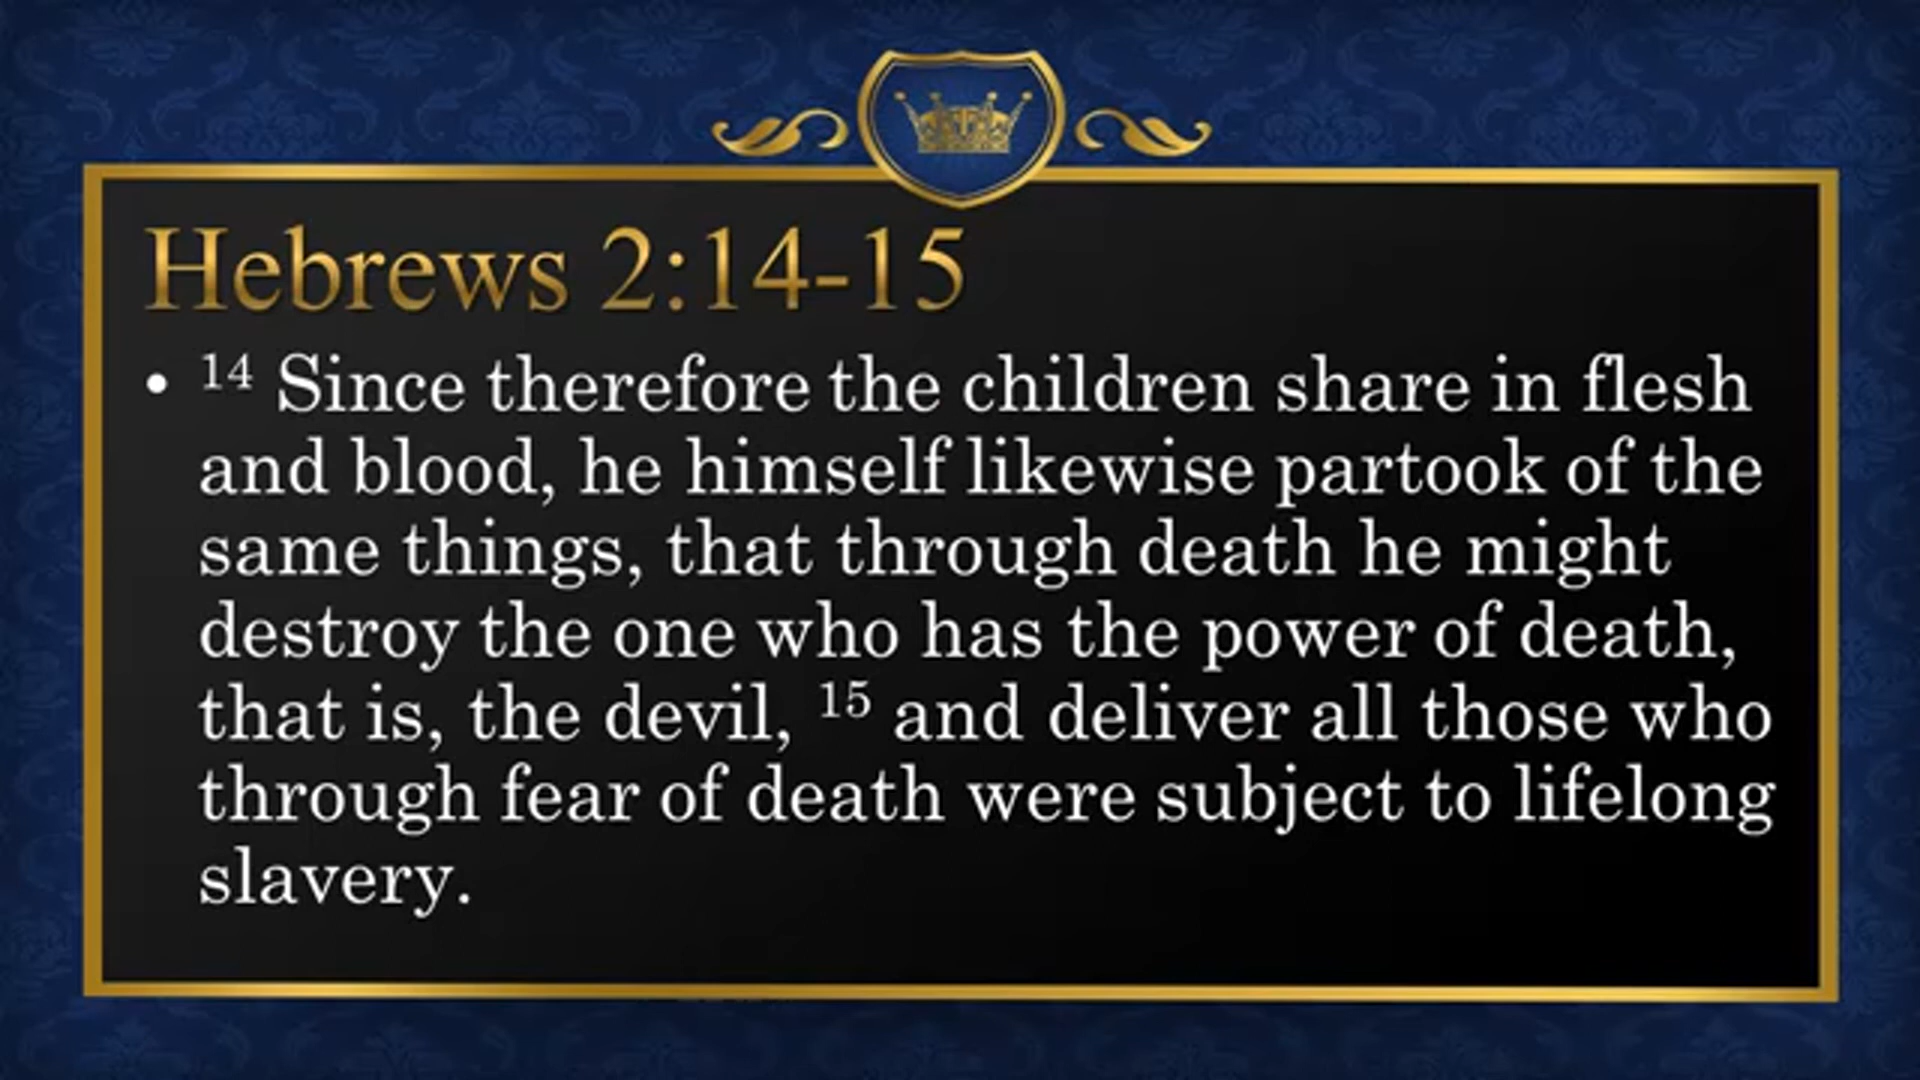 Hebrews 2:14-15
• ¹⁴ Since therefore the children share in flesh
and blood, he himself likewise partook of the
same things, that through death he might
destroy the one who has the power of death,
that is, the devil, ¹⁵ and deliver all those who
through fear of death were subject to lifelong
slavery.